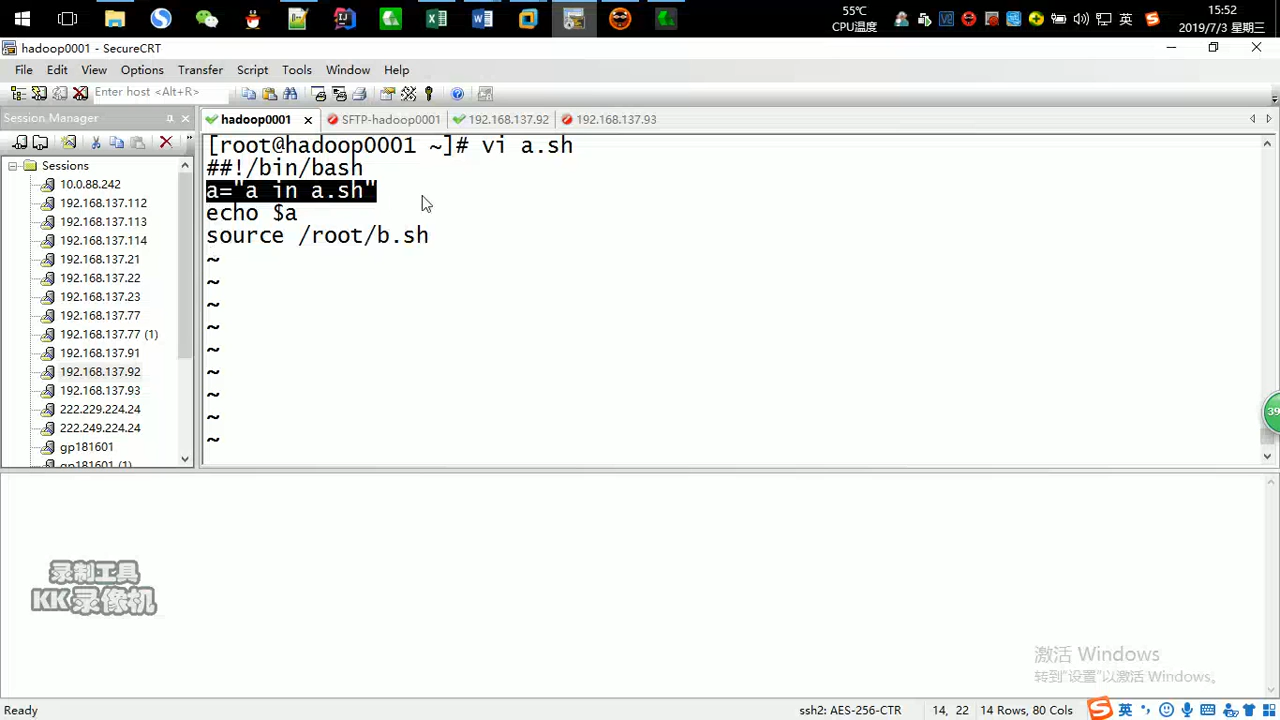 55℃
CPU温度
英
15:52
2019/7/3 星期三
hadoop0001 - SecureCRT
File Edit View Options Transfer Script Tools Window Help
Enter host <Alt+R>
Session Manager
hadoop0001
SFTP-hadoop0001
192.168.137.92
192.168.137.93
Sessions
10.0.88.242
192.168.137.112
192.168.137.113
192.168.137.114
192.168.137.21
192.168.137.22
192.168.137.23
192.168.137.77
192.168.137.77 (1)
192.168.137.91
192.168.137.92
192.168.137.93
222.229.224.24
222.249.224.24
gp181601
gp181601 (1)
[root@hadoop0001 ~]# vi a.sh
##!/bin/bash
a="a in a.sh"
echo $a
source /root/b.sh
~
~
~
~
~
~
~
~
~
39
录制工具
KK 录像机
激活 Windows
转到"设置"以激活 Windows。
Ready
ssh2: AES-256-CTR
14, 22
14 Rows, 80 Cols
英